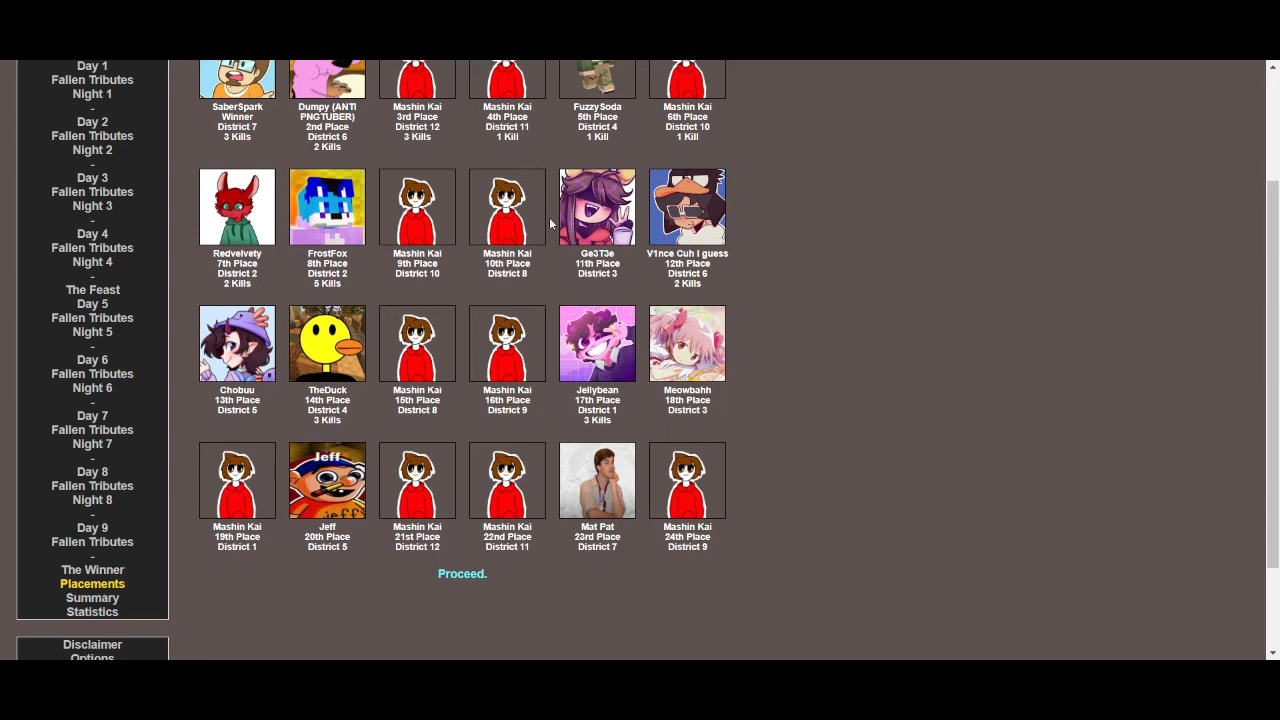 Day 1
Fallen Tributes
Night 1
-
Day 2
Fallen Tributes
Night 2
-
Day 3
Fallen Tributes
Night 3
-
Day 4
Fallen Tributes
Night 4
-
The Feast
Day 5
Fallen Tributes
Night 5
-
Day 6
Fallen Tributes
Night 6
-
Day 7
Fallen Tributes
Night 7
-
Day 8
Fallen Tributes
Night 8
-
Day 9
Fallen Tributes
-
The Winner
Placements
Summary
Statistics
Disclaimer
Options
SaberSpark
Winner
District 7
3 Kills
Dumpy (ANTI
PNGTUBER)
2nd Place
District 6
2 Kills
Mashin Kai
3rd Place
District 12
3 Kills
Mashin Kai
4th Place
District 11
1 Kill
FuzzySoda
5th Place
District 4
1 Kill
Mashin Kai
6th Place
District 10
1 Kill
Redvelvety
7th Place
District 2
2 Kills
FrostFox
8th Place
District 2
5 Kills
Mashin Kai
9th Place
District 10
Mashin Kai
10th Place
District 8
Ge3T3e
11th Place
District 3
V1nce Cuh I guess
12th Place
District 6
2 Kills
Chobuu
13th Place
District 5
TheDuck
14th Place
District 4
3 Kills
Mashin Kai
15th Place
District 8
Mashin Kai
16th Place
District 9
Jellybean
17th Place
District 1
3 Kills
Meowbahh
18th Place
District 3
Mashin Kai
19th Place
District 1
Jeff
jeffy
Jeff
20th Place
District 5
Mashin Kai
21st Place
District 12
Mashin Kai
22nd Place
District 11
Mat Pat
23rd Place
District 7
Mashin Kai
24th Place
District 9
Proceed.